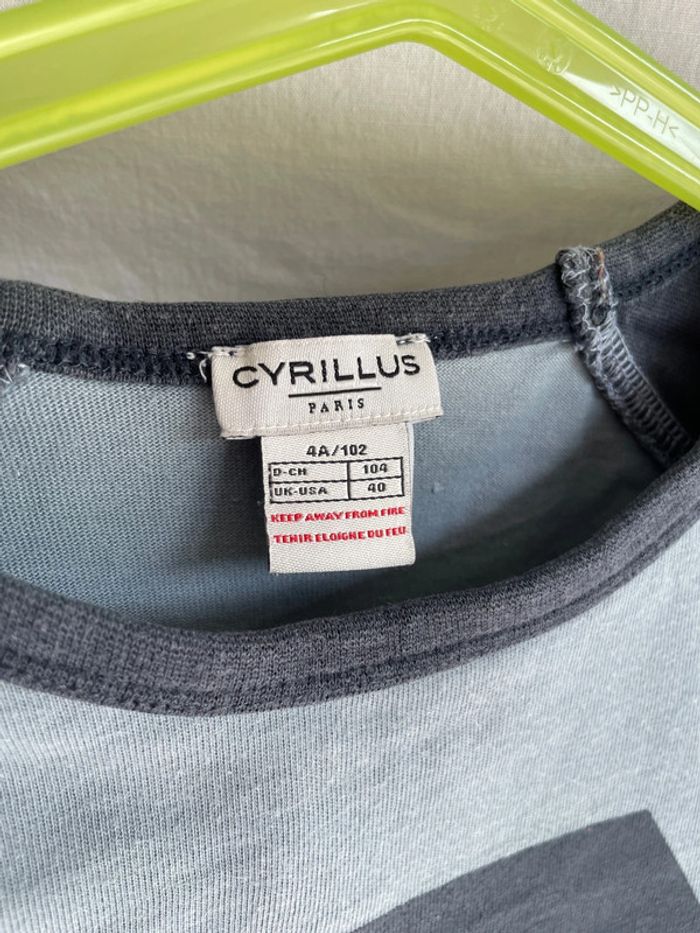 >PP-H<
CYRILLUS
PARIS
4A/102
D-CH 104
UK-USA 40
KEEP AWAY FROM FIRE
TENIR ELOIGNE DU FEU